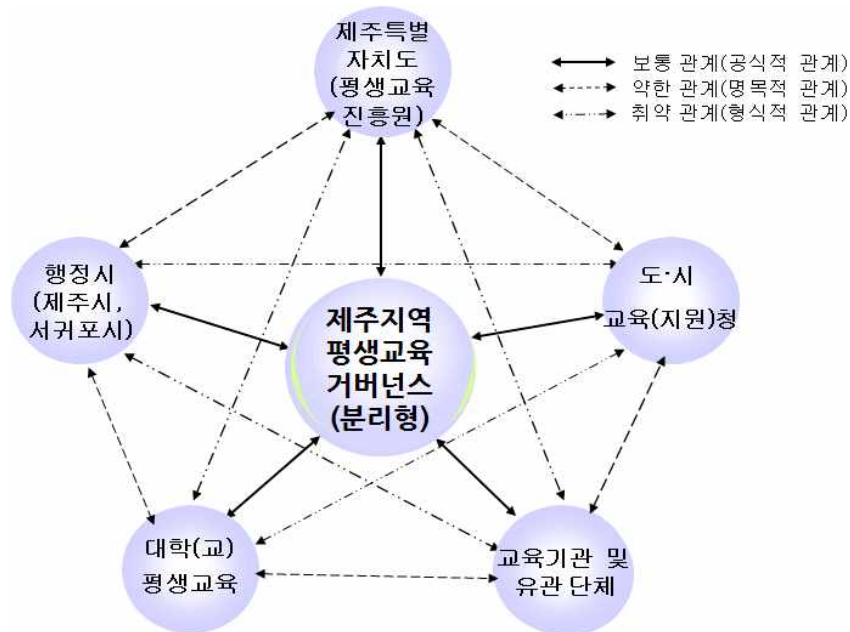 제주특별
자치도
(평생교육
진흥원)
보통 관계(공식적 관계)
약한 관계(명목적 관계)
취약 관계(형식적 관계)
행정시
(제주시,
서귀포시)
도·시
교육(지원)청
제주지역
평생교육
거버넌스
(분리형)
대학(교)
평생교육
교육기관 및
유관 단체